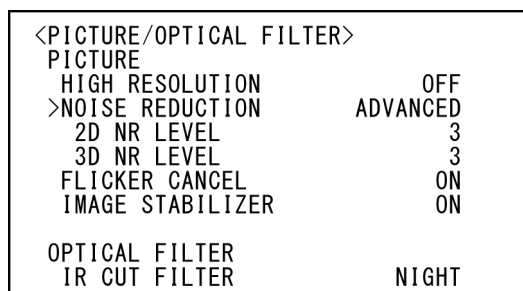 <PICTURE/OPTICAL FILTER>
PICTURE
HIGH RESOLUTION OFF
>NOISE REDUCTION ADVANCED
2D NR LEVEL 3
3D NR LEVEL 3
FLICKER CANCEL ON
IMAGE STABILIZER ON
OPTICAL FILTER
IR CUT FILTER NIGHT